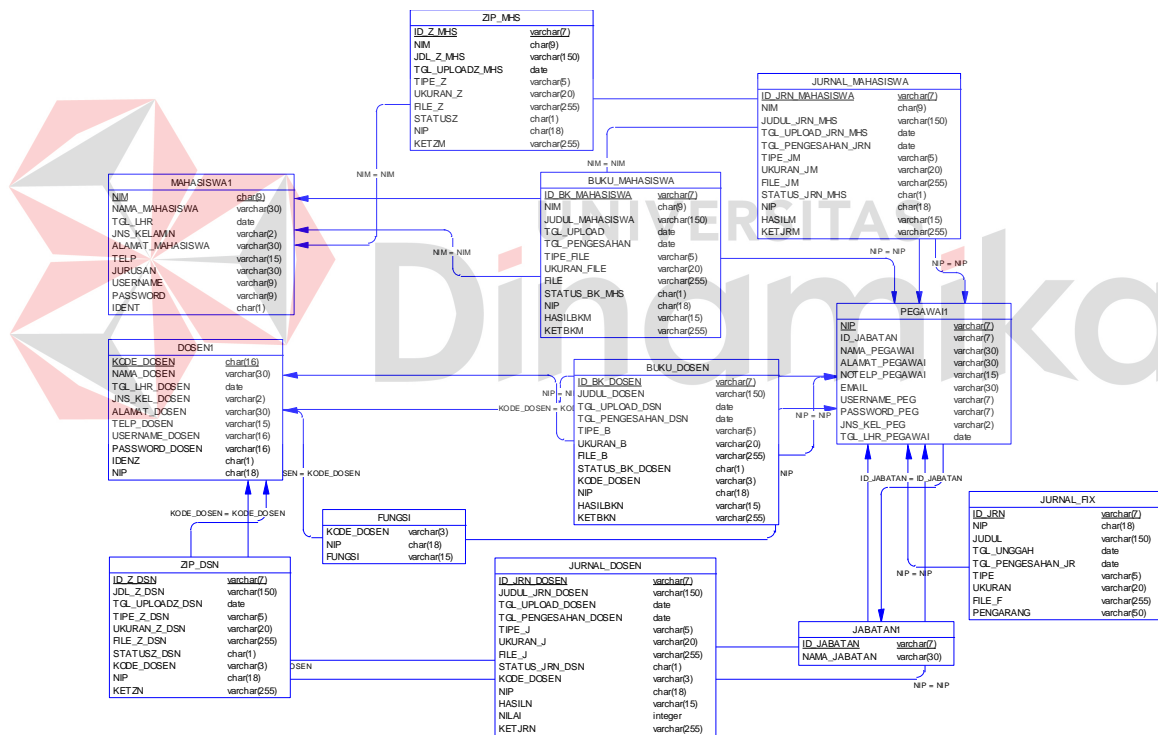 ZIP_MHS
ID_Z_MHS varchar(7)
NIM char(9)
JDL_Z_MHS varchar(150)
TGL_UPLOADZ_MHS date
TIPE_Z varchar(5)
UKURAN_Z varchar(20)
FILE_Z varchar(255)
STATUSZ char(1)
NIP char(18)
KETZM varchar(255)
JURNAL_MAHASISWA
ID_JRN_MAHASISWA varchar(7)
NIM char(9)
JUDUL_JRN_MHS varchar(150)
TGL_UPLOAD_JRN_MHS date
TGL_PENGESAHAN_JRN date
TIPE_JM varchar(5)
UKURAN_JM varchar(20)
FILE_JM varchar(255)
STATUS_JRN_MHS char(1)
NIP char(18)
HASILM varchar(15)
KETJRM varchar(255)
NIM = NIM
NIM = NIM
MAHASISWA1
NIM char(9)
NAMA_MAHASISWA varchar(30)
TGL_LHR date
JNS_KELAMIN varchar(2)
ALAMAT_MAHASISWA varchar(30)
TELP varchar(15)
JURUSAN varchar(30)
USERNAME varchar(9)
PASSWORD varchar(9)
IDENT char(1)
NIM = NIM
BUKU_MAHASISWA
ID_BK_MAHASISWA varchar(7)
NIM char(9)
JUDUL_MAHASISWA varchar(150)
TGL_UPLOAD date
TGL_PENGESAHAN date
TIPE_FILE varchar(5)
UKURAN_FILE varchar(20)
FILE varchar(255)
STATUS_BK_MHS char(1)
NIP char(18)
HASILBKM varchar(15)
KETBKM varchar(255)
UNIVERSITAS
Dinamika
NIP = NIP
NIP = NIP
PEGAWAI1
NIP varchar(7)
ID_JABATAN varchar(7)
NAMA_PEGAWAI varchar(30)
ALAMAT_PEGAWAI varchar(30)
NOTELP_PEGAWAI varchar(15)
EMAIL varchar(30)
USERNAME_PEG varchar(7)
PASSWORD_PEG varchar(7)
JNS_KEL_PEG varchar(2)
TGL_LHR_PEGAWAI date
DOSEN1
KODE_DOSEN char(16)
NAMA_DOSEN varchar(30)
TGL_LHR_DOSEN date
JNS_KEL_DOSEN varchar(2)
ALAMAT_DOSEN varchar(30)
TELP_DOSEN varchar(15)
USERNAME_DOSEN varchar(16)
PASSWORD_DOSEN varchar(16)
IDENZ char(1)
NIP char(18)
NIP = NI
KODE_DOSEN = KO
SEN = KODE_DOSEN
BUKU_DOSEN
ID_BK_DOSEN varchar(7)
JUDUL_DOSEN varchar(150)
TGL_UPLOAD_DSN date
TGL_PENGESAHAN_DSN date
TIPE_B varchar(5)
UKURAN_B varchar(20)
FILE_B varchar(255)
STATUS_BK_DOSEN char(1)
KODE_DOSEN varchar(3)
NIP char(18)
HASILBKN varchar(15)
KETBKN varchar(255)
NIP = NIP
NIP
ID_JABATAN = ID_JABATAN
KODE_DOSEN = KODE_DOSEN
FUNGSI
KODE_DOSEN varchar(3)
NIP char(18)
FUNGSI varchar(15)
JURNAL_FIX
ID_JRN varchar(7)
NIP char(18)
JUDUL varchar(150)
TGL_UNGGAH date
TGL_PENGESAHAN_JR date
TIPE varchar(5)
UKURAN varchar(20)
FILE_F varchar(255)
PENGARANG varchar(50)
NIP = NIP
ZIP_DSN
ID_Z_DSN varchar(7)
JDL_Z_DSN varchar(150)
TGL_UPLOADZ_DSN date
TIPE_Z_DSN varchar(5)
UKURAN_Z_DSN varchar(20)
FILE_Z_DSN varchar(255)
STATUSZ_DSN char(1)
KODE_DOSEN varchar(3)
NIP char(18)
KETZN varchar(255)
OSEN
JURNAL_DOSEN
ID_JRN_DOSEN varchar(7)
JUDUL_JRN_DOSEN varchar(150)
TGL_UPLOAD_DOSEN date
TGL_PENGESAHAN_DOSEN date
TIPE_J varchar(5)
UKURAN_J varchar(20)
FILE_J varchar(255)
STATUS_JRN_DSN char(1)
KODE_DOSEN varchar(3)
NIP char(18)
HASILN varchar(15)
NILAI integer
KETJRN varchar(255)
JABATAN1
ID_JABATAN varchar(7)
NAMA_JABATAN varchar(30)
NIP = NIP